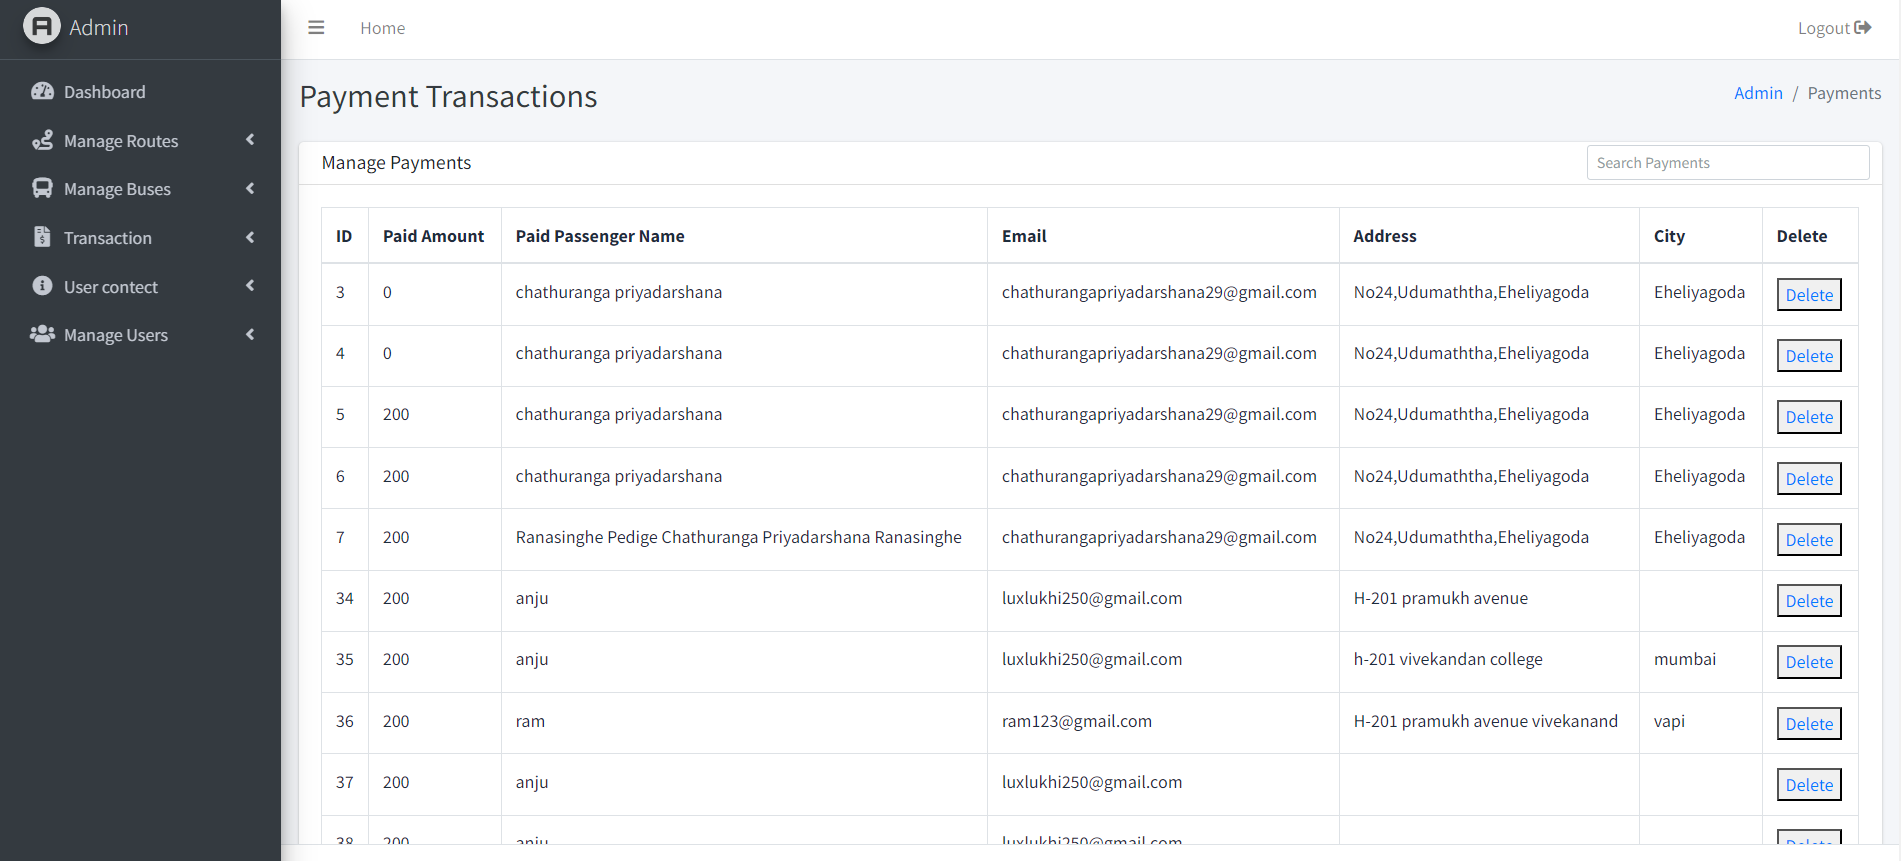 Admin
Home
Logout
Dashboard
Manage Routes
Manage Buses
Transaction
User contect
Manage Users
Payment Transactions
Admin / Payments
Manage Payments
Search Payments
ID Paid Amount Paid Passenger Name Email Address City Delete
3 0 chathuranga priyadarshana chathurangapriyadarshana29@gmail.com No24,Udumaththa,Eheliyagoda Eheliyagoda Delete
4 0 chathuranga priyadarshana chathurangapriyadarshana29@gmail.com No24,Udumaththa,Eheliyagoda Eheliyagoda Delete
5 200 chathuranga priyadarshana chathurangapriyadarshana29@gmail.com No24,Udumaththa,Eheliyagoda Eheliyagoda Delete
6 200 chathuranga priyadarshana chathurangapriyadarshana29@gmail.com No24,Udumaththa,Eheliyagoda Eheliyagoda Delete
7 200 Ranasinghe Pedige Chathuranga Priyadarshana Ranasinghe chathurangapriyadarshana29@gmail.com No24,Udumaththa,Eheliyagoda Eheliyagoda Delete
34 200 anju luxlukhi250@gmail.com H-201 pramukh avenue Delete
35 200 anju luxlukhi250@gmail.com h-201 vivekandan college mumbai Delete
36 200 ram ram123@gmail.com H-201 pramukh avenue vivekanand vapi Delete
37 200 anju luxlukhi250@gmail.com Delete
38 200 anju luxlukhi250@gmail.com Delete